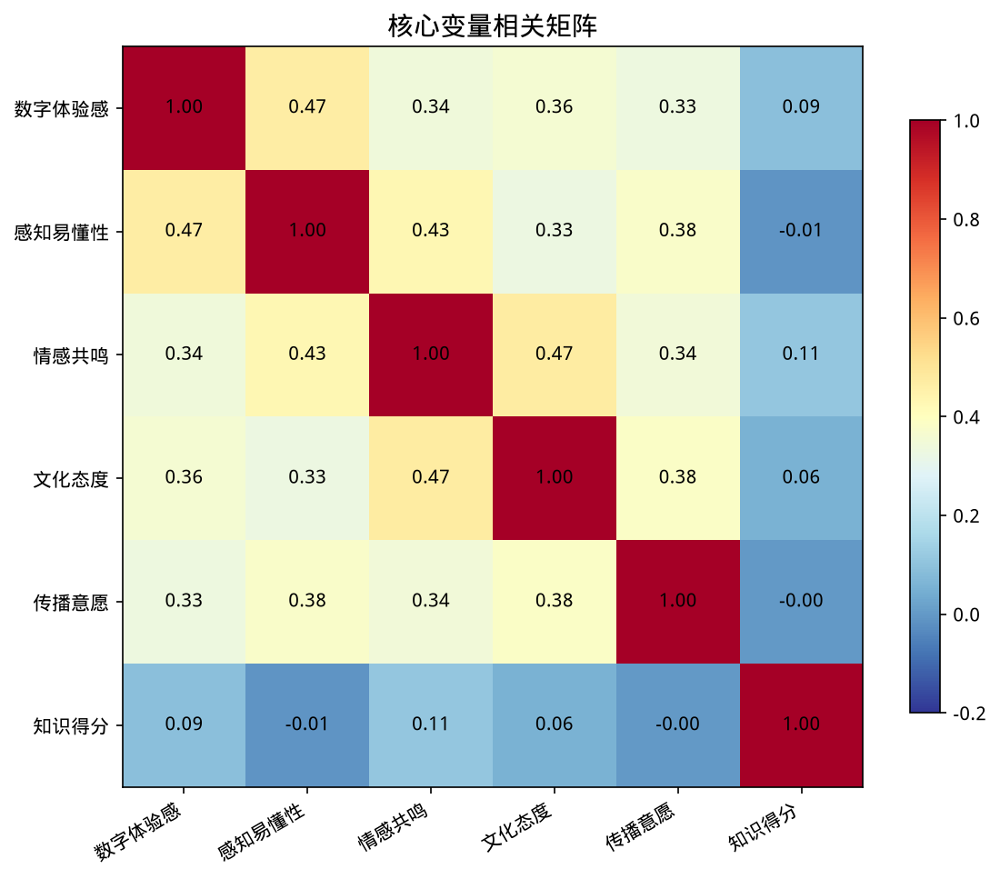 核心变量相关矩阵
数字体验感 1.00 0.47 0.34 0.36 0.33 0.09
感知易懂性 0.47 1.00 0.43 0.33 0.38 -0.01
情感共鸣 0.34 0.43 1.00 0.47 0.34 0.11
文化态度 0.36 0.33 0.47 1.00 0.38 0.06
传播意愿 0.33 0.38 0.34 0.38 1.00 -0.00
知识得分 0.09 -0.01 0.11 0.06 -0.00 1.00
数字体验感 感知易懂性 情感共鸣 文化态度 传播意愿 知识得分
1.0
0.8
0.6
0.4
0.2
0.0
-0.2